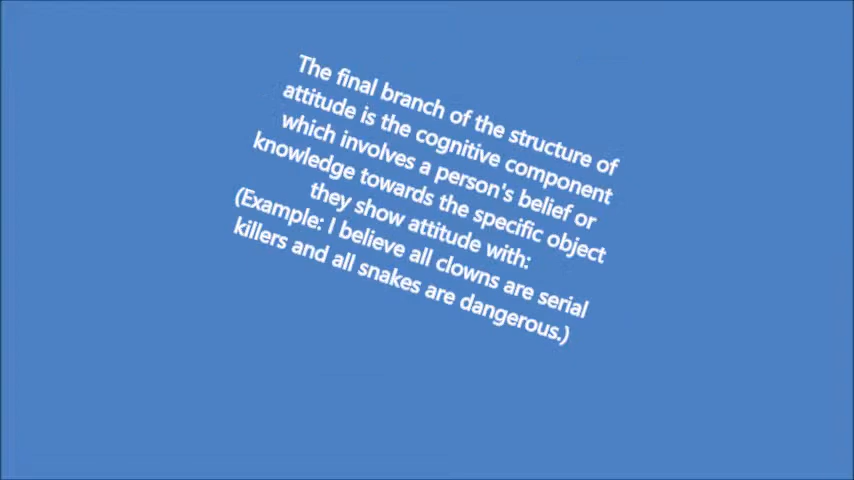 The final branch of the structure of
attitude is the cognitive component
which involves a person's belief or
knowledge towards the specific object
they show attitude with:
(Example: I believe all clowns are serial
killers and all snakes are dangerous.)